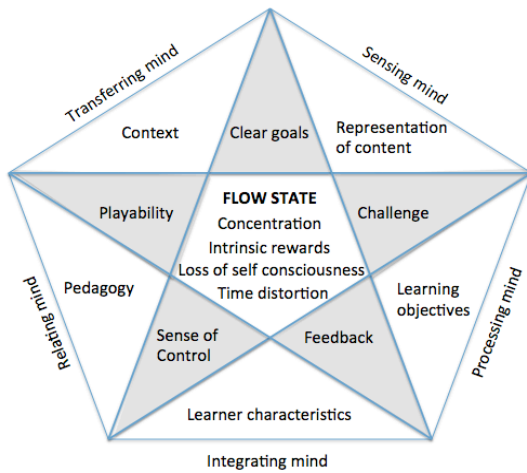 Transferring mind
Sensing mind
Context
Clear goals
Representation
of content
Playability
FLOW STATE
Concentration
Intrinsic rewards
Loss of self consciousness
Time distortion
Challenge
Pedagogy
Learning
objectives
Relating mind
Processing mind
Sense of
Control
Feedback
Learner characteristics
Integrating mind